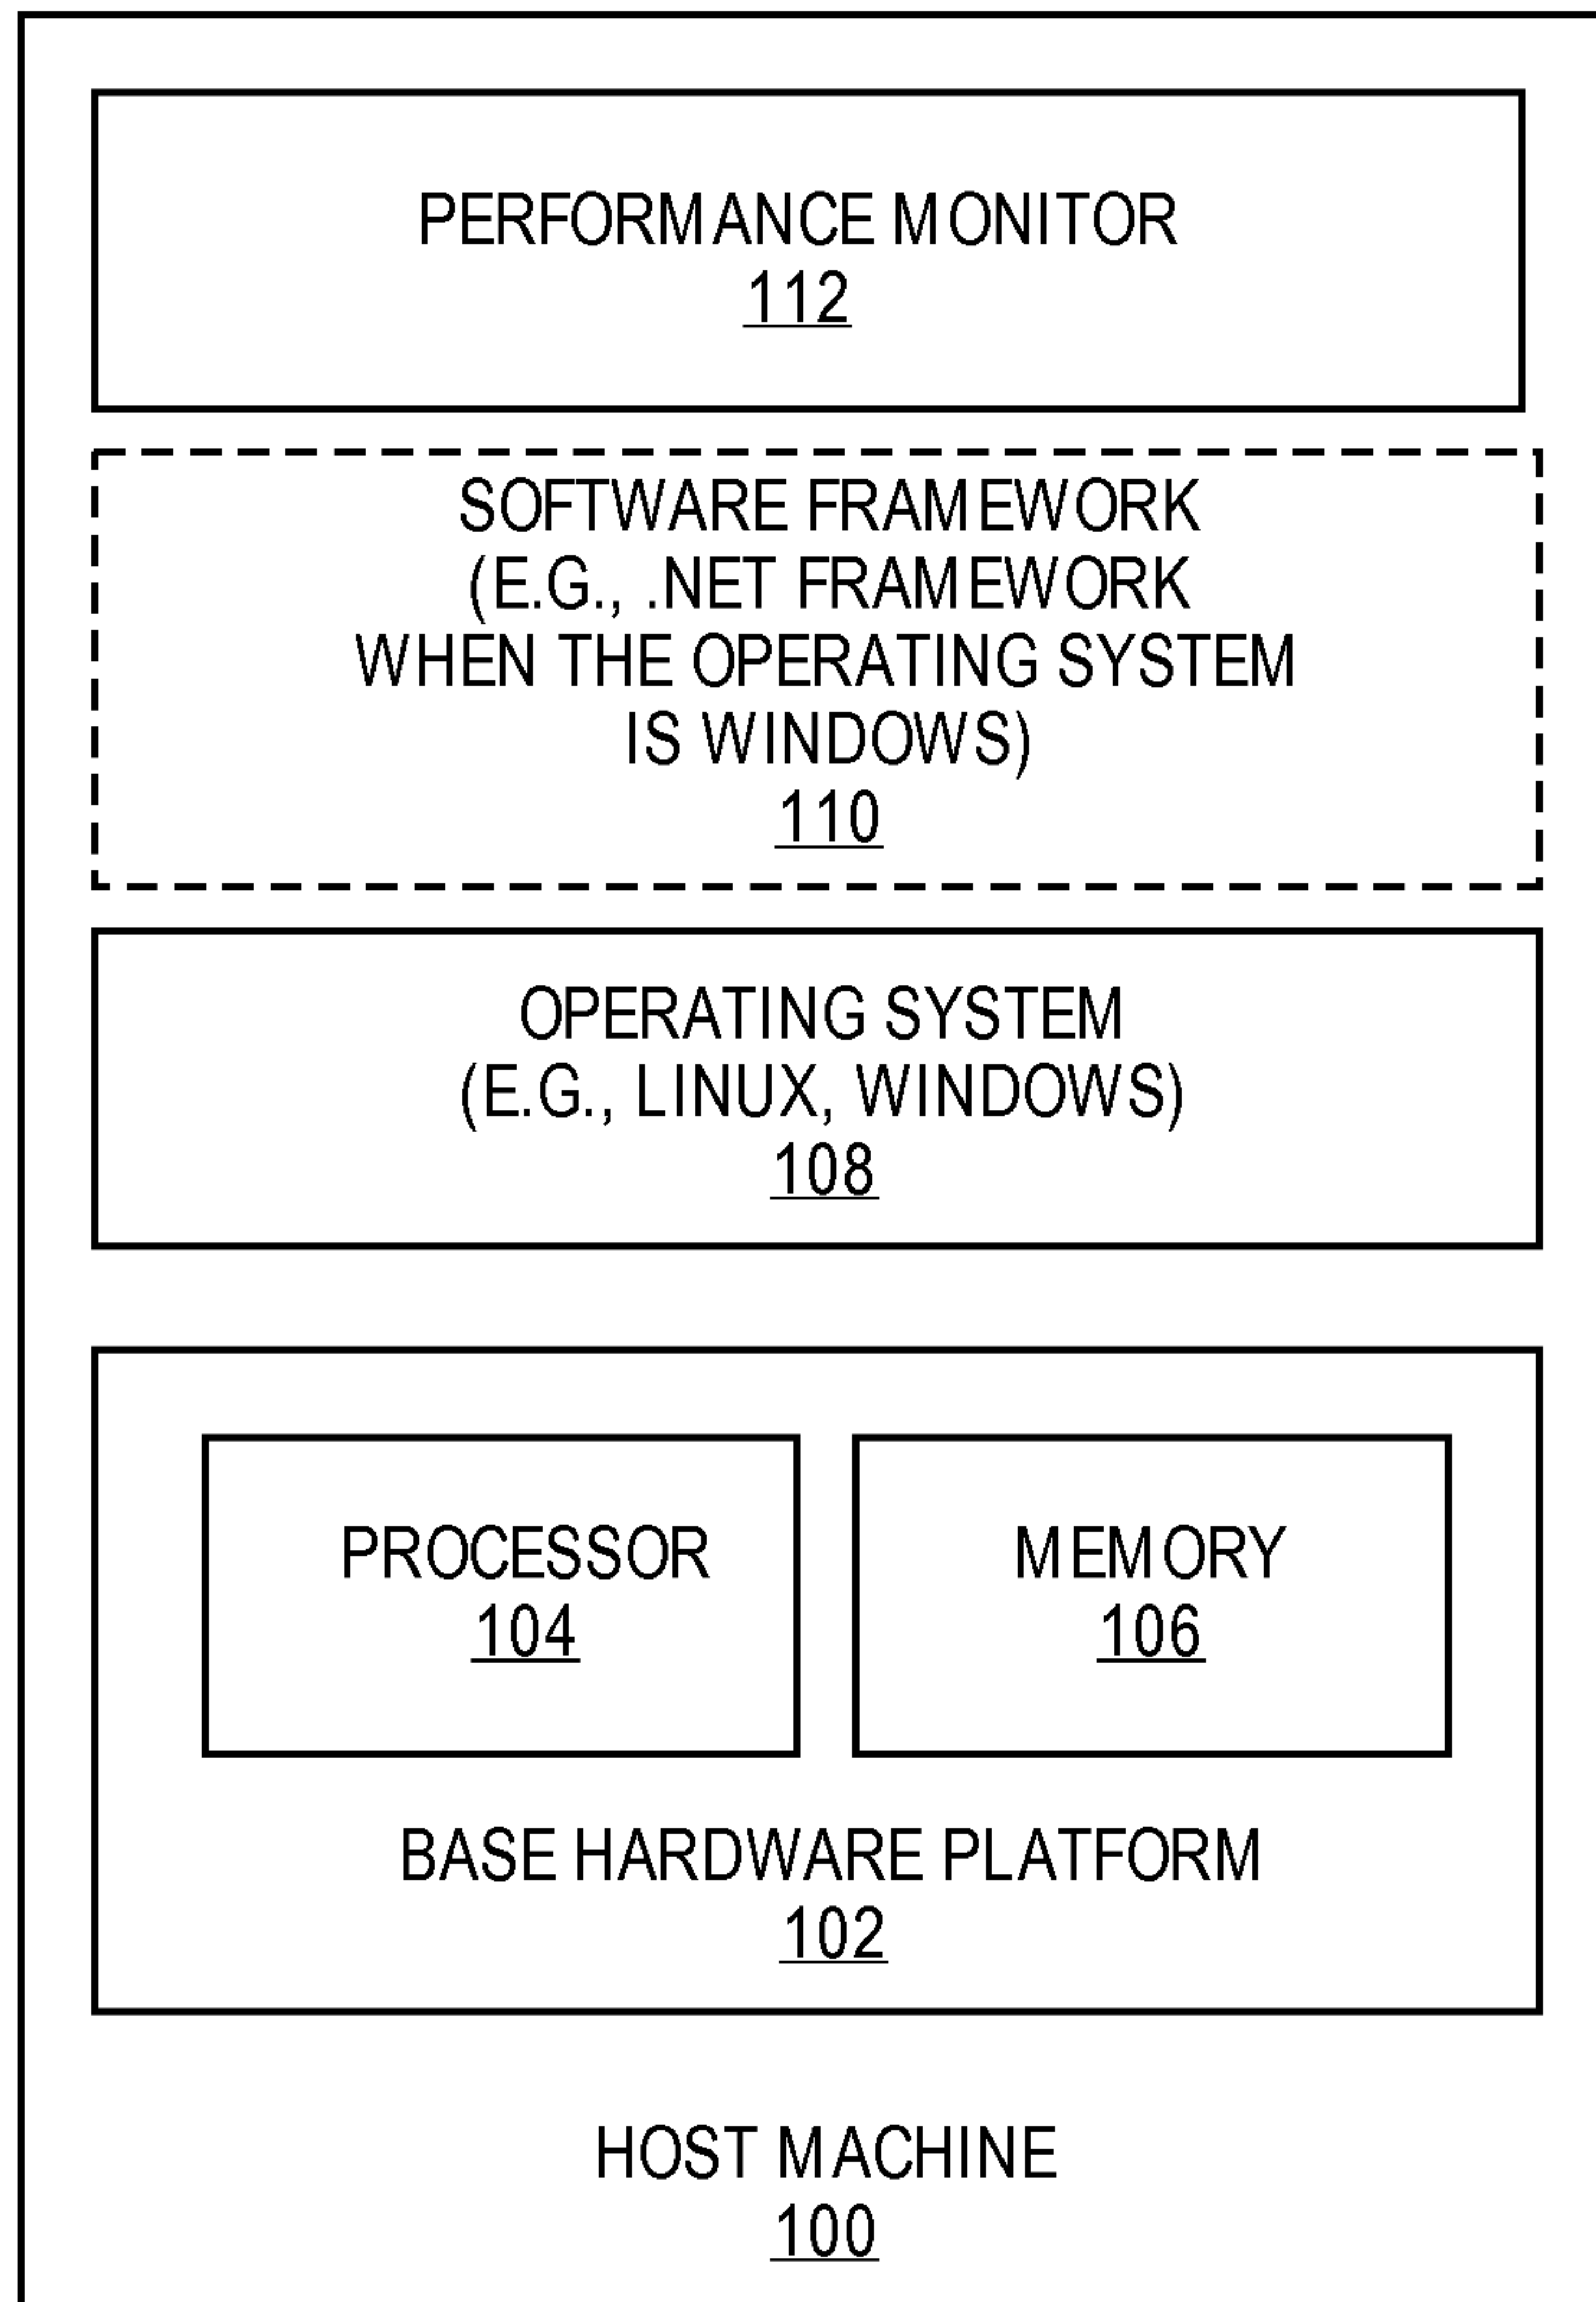 PERFORMANCE MONITOR
112
SOFTWARE FRAMEWORK
(E.G., .NET FRAMEWORK
WHEN THE OPERATING SYSTEM
IS WINDOWS)
110
OPERATING SYSTEM
(E.G., LINUX, WINDOWS)
108
PROCESSOR
104
MEMORY
106
BASE HARDWARE PLATFORM
102
HOST MACHINE
100